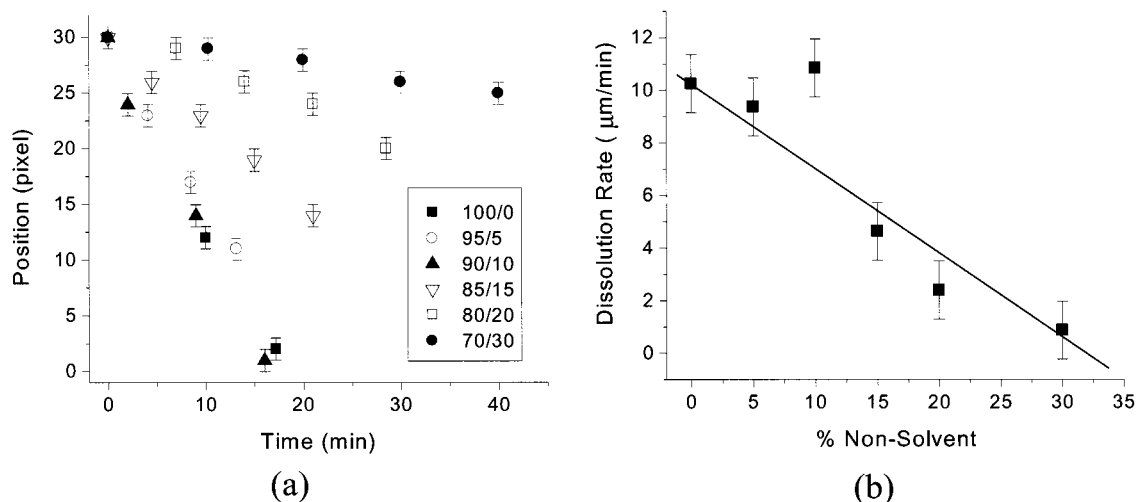 30
25
20
15
10
5
0
Position (pixel)
100/0
95/5
90/10
85/15
80/20
70/30
0 10 20 30 40
Time (min)
(a)
12
10
8
6
4
2
0
Dissolution Rate ( μm/min)
0 5 10 15 20 25 30 35
% Non-Solvent
(b)